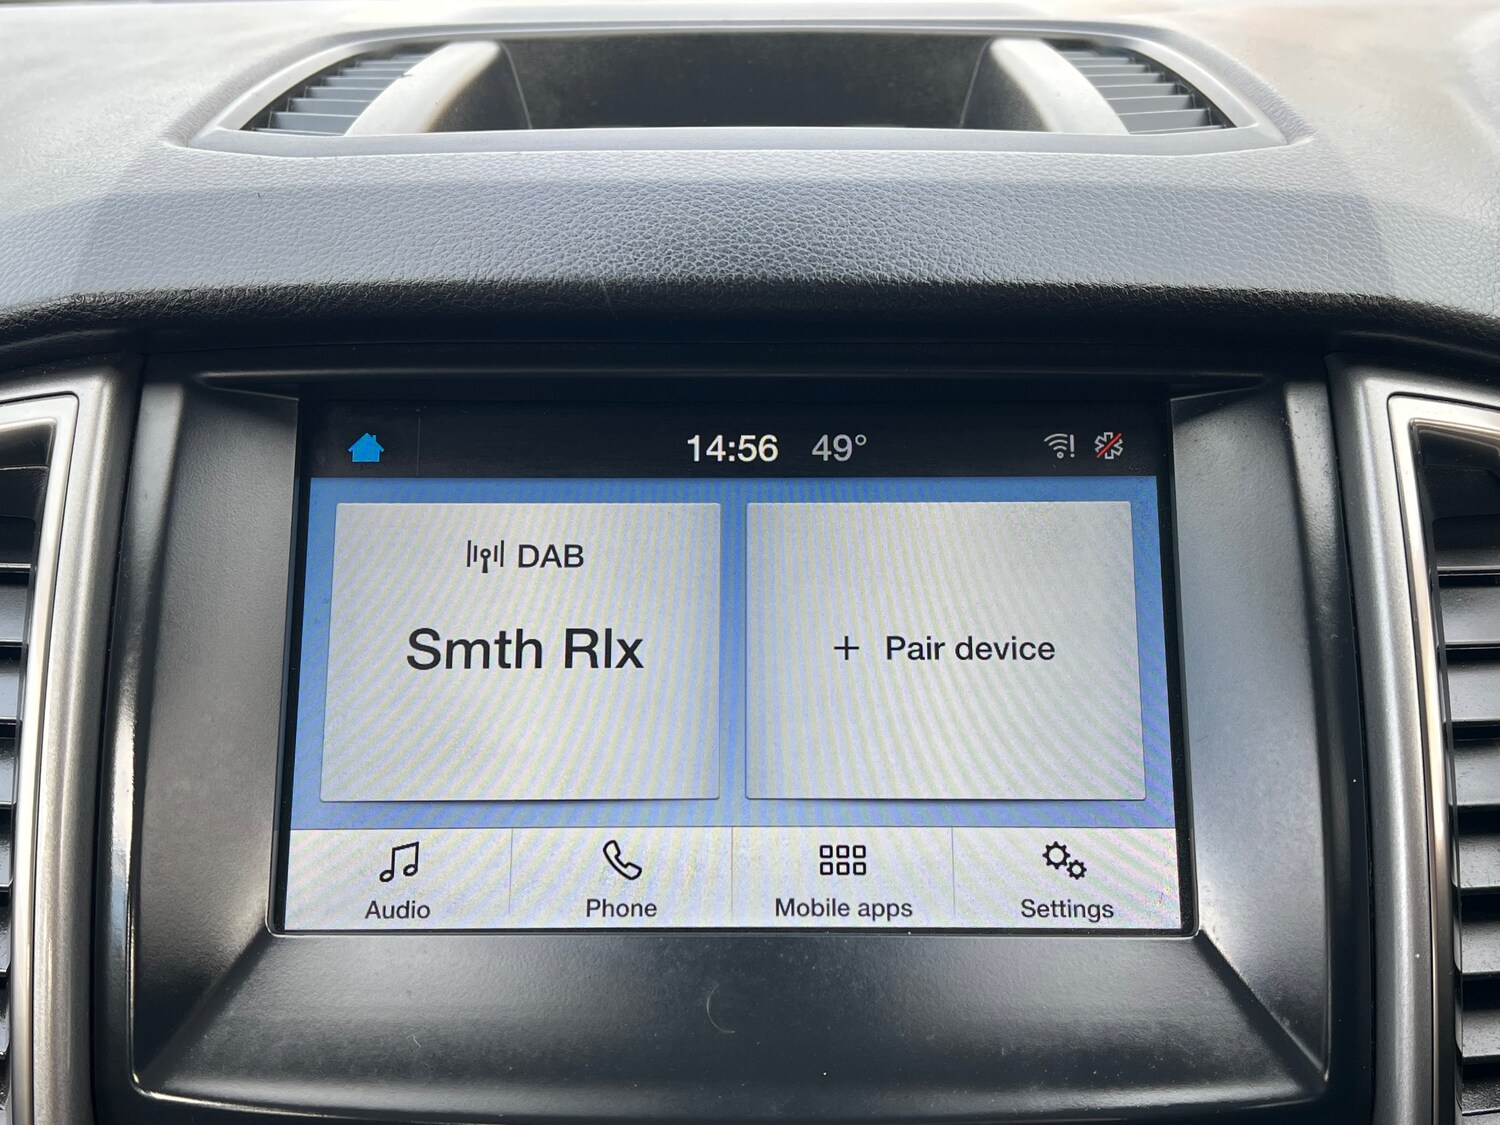 14:56 49°
DAB
Smth Rlx
+ Pair device
Audio Phone Mobile apps Settings